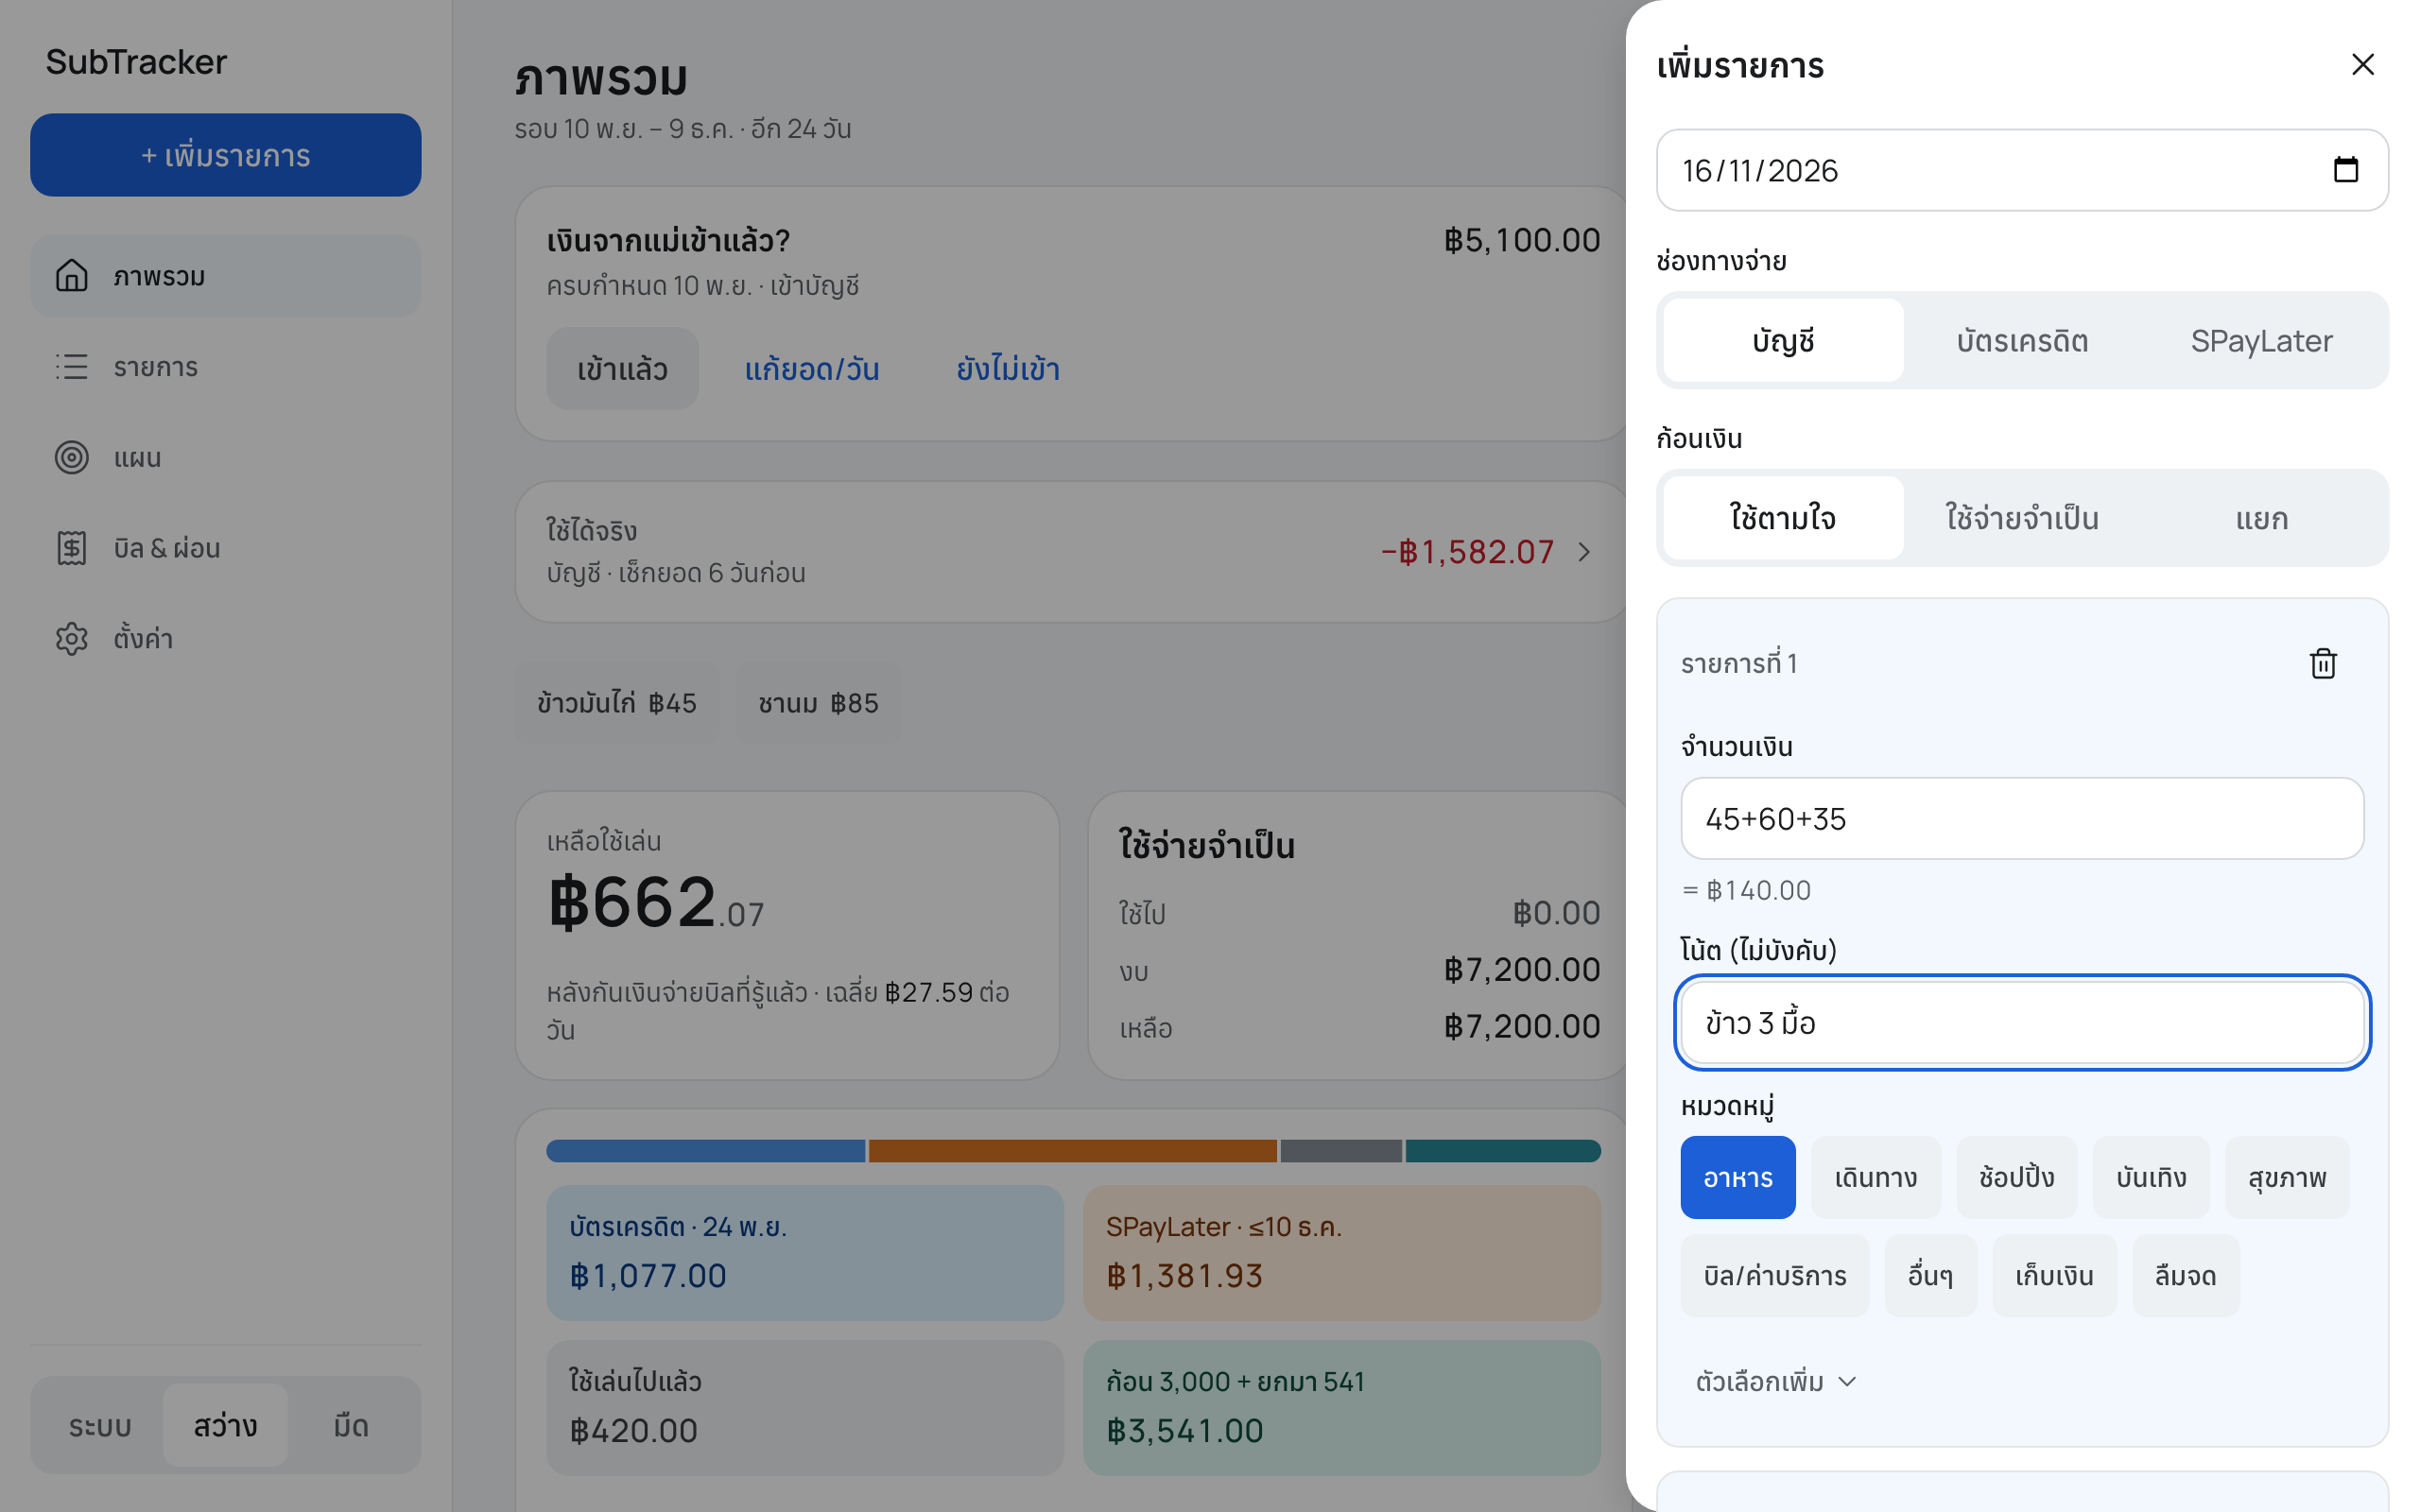 SubTracker
+ เพิ่มรายการ
ภาพรวม
รายการ
แผน
บิล & ผ่อน
ตั้งค่า
ระบบ
สว่าง
มืด
ภาพรวม
รอบ 10 พ.ย. – 9 ธ.ค. · อีก 24 วัน
เงินจากแม่เข้าแล้ว?
฿5,100.00
ครบกำหนด 10 พ.ย. · เข้าบัญชี
เข้าแล้ว
แก้ยอด/วัน
ยังไม่เข้า
ใช้ได้จริง
บัญชี · เช็กยอด 6 วันก่อน
−฿1,582.07
ข้าวมันไก่ ฿45
ชานม ฿85
เหลือใช้เล่น
฿662.07
หลังกันเงินจ่ายบิลที่รู้แล้ว · เฉลี่ย ฿27.59 ต่อ
วัน
ใช้จ่ายจำเป็น
ใช้ไป
฿0.00
งบ
฿7,200.00
เหลือ
฿7,200.00
บัตรเครดิต · 24 พ.ย.
฿1,077.00
SPayLater · ≤10 ธ.ค.
฿1,381.93
ใช้เล่นไปแล้ว
฿420.00
ก้อน 3,000 + ยกมา 541
฿3,541.00
เพิ่มรายการ
16/11/2026
ช่องทางจ่าย
บัญชี
บัตรเครดิต
SPayLater
ก้อนเงิน
ใช้ตามใจ
ใช้จ่ายจำเป็น
แยก
รายการที่ 1
จำนวนเงิน
45+60+35
= ฿140.00
โน้ต (ไม่บังคับ)
ข้าว 3 มื้อ
หมวดหมู่
อาหาร
เดินทาง
ช้อปปิ้ง
บันเทิง
สุขภาพ
บิล/ค่าบริการ
อื่นๆ
เก็บเงิน
ลืมจด
ตัวเลือกเพิ่ม